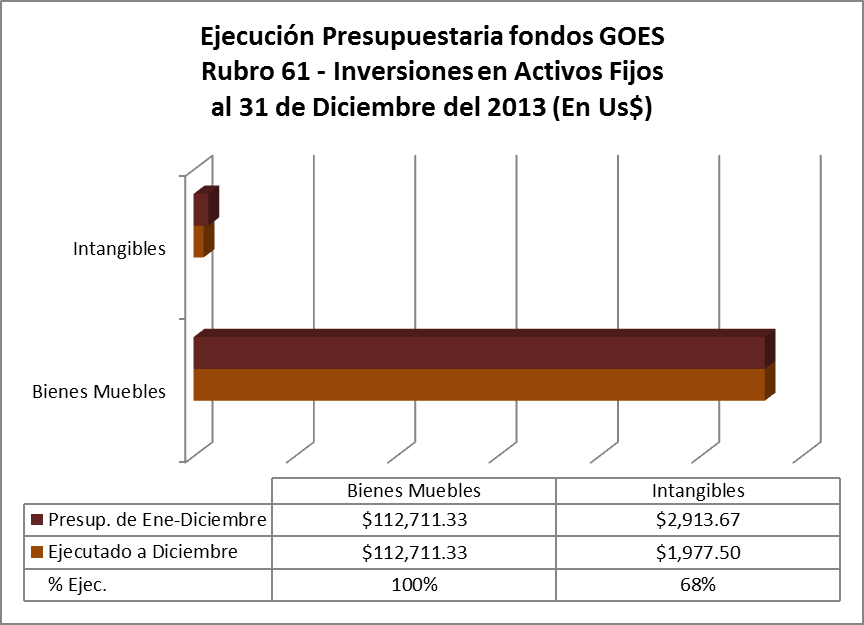 Ejecución Presupuestaria fondos GOES
Rubro 61 - Inversiones en Activos Fijos
al 31 de Diciembre del 2013 (En Us$)
Intangibles
Bienes Muebles
Bienes Muebles Intangibles
Presup. de Ene-Diciembre $112,711.33 $2,913.67
Ejecutado a Diciembre $112,711.33 $1,977.50
% Ejec. 100% 68%